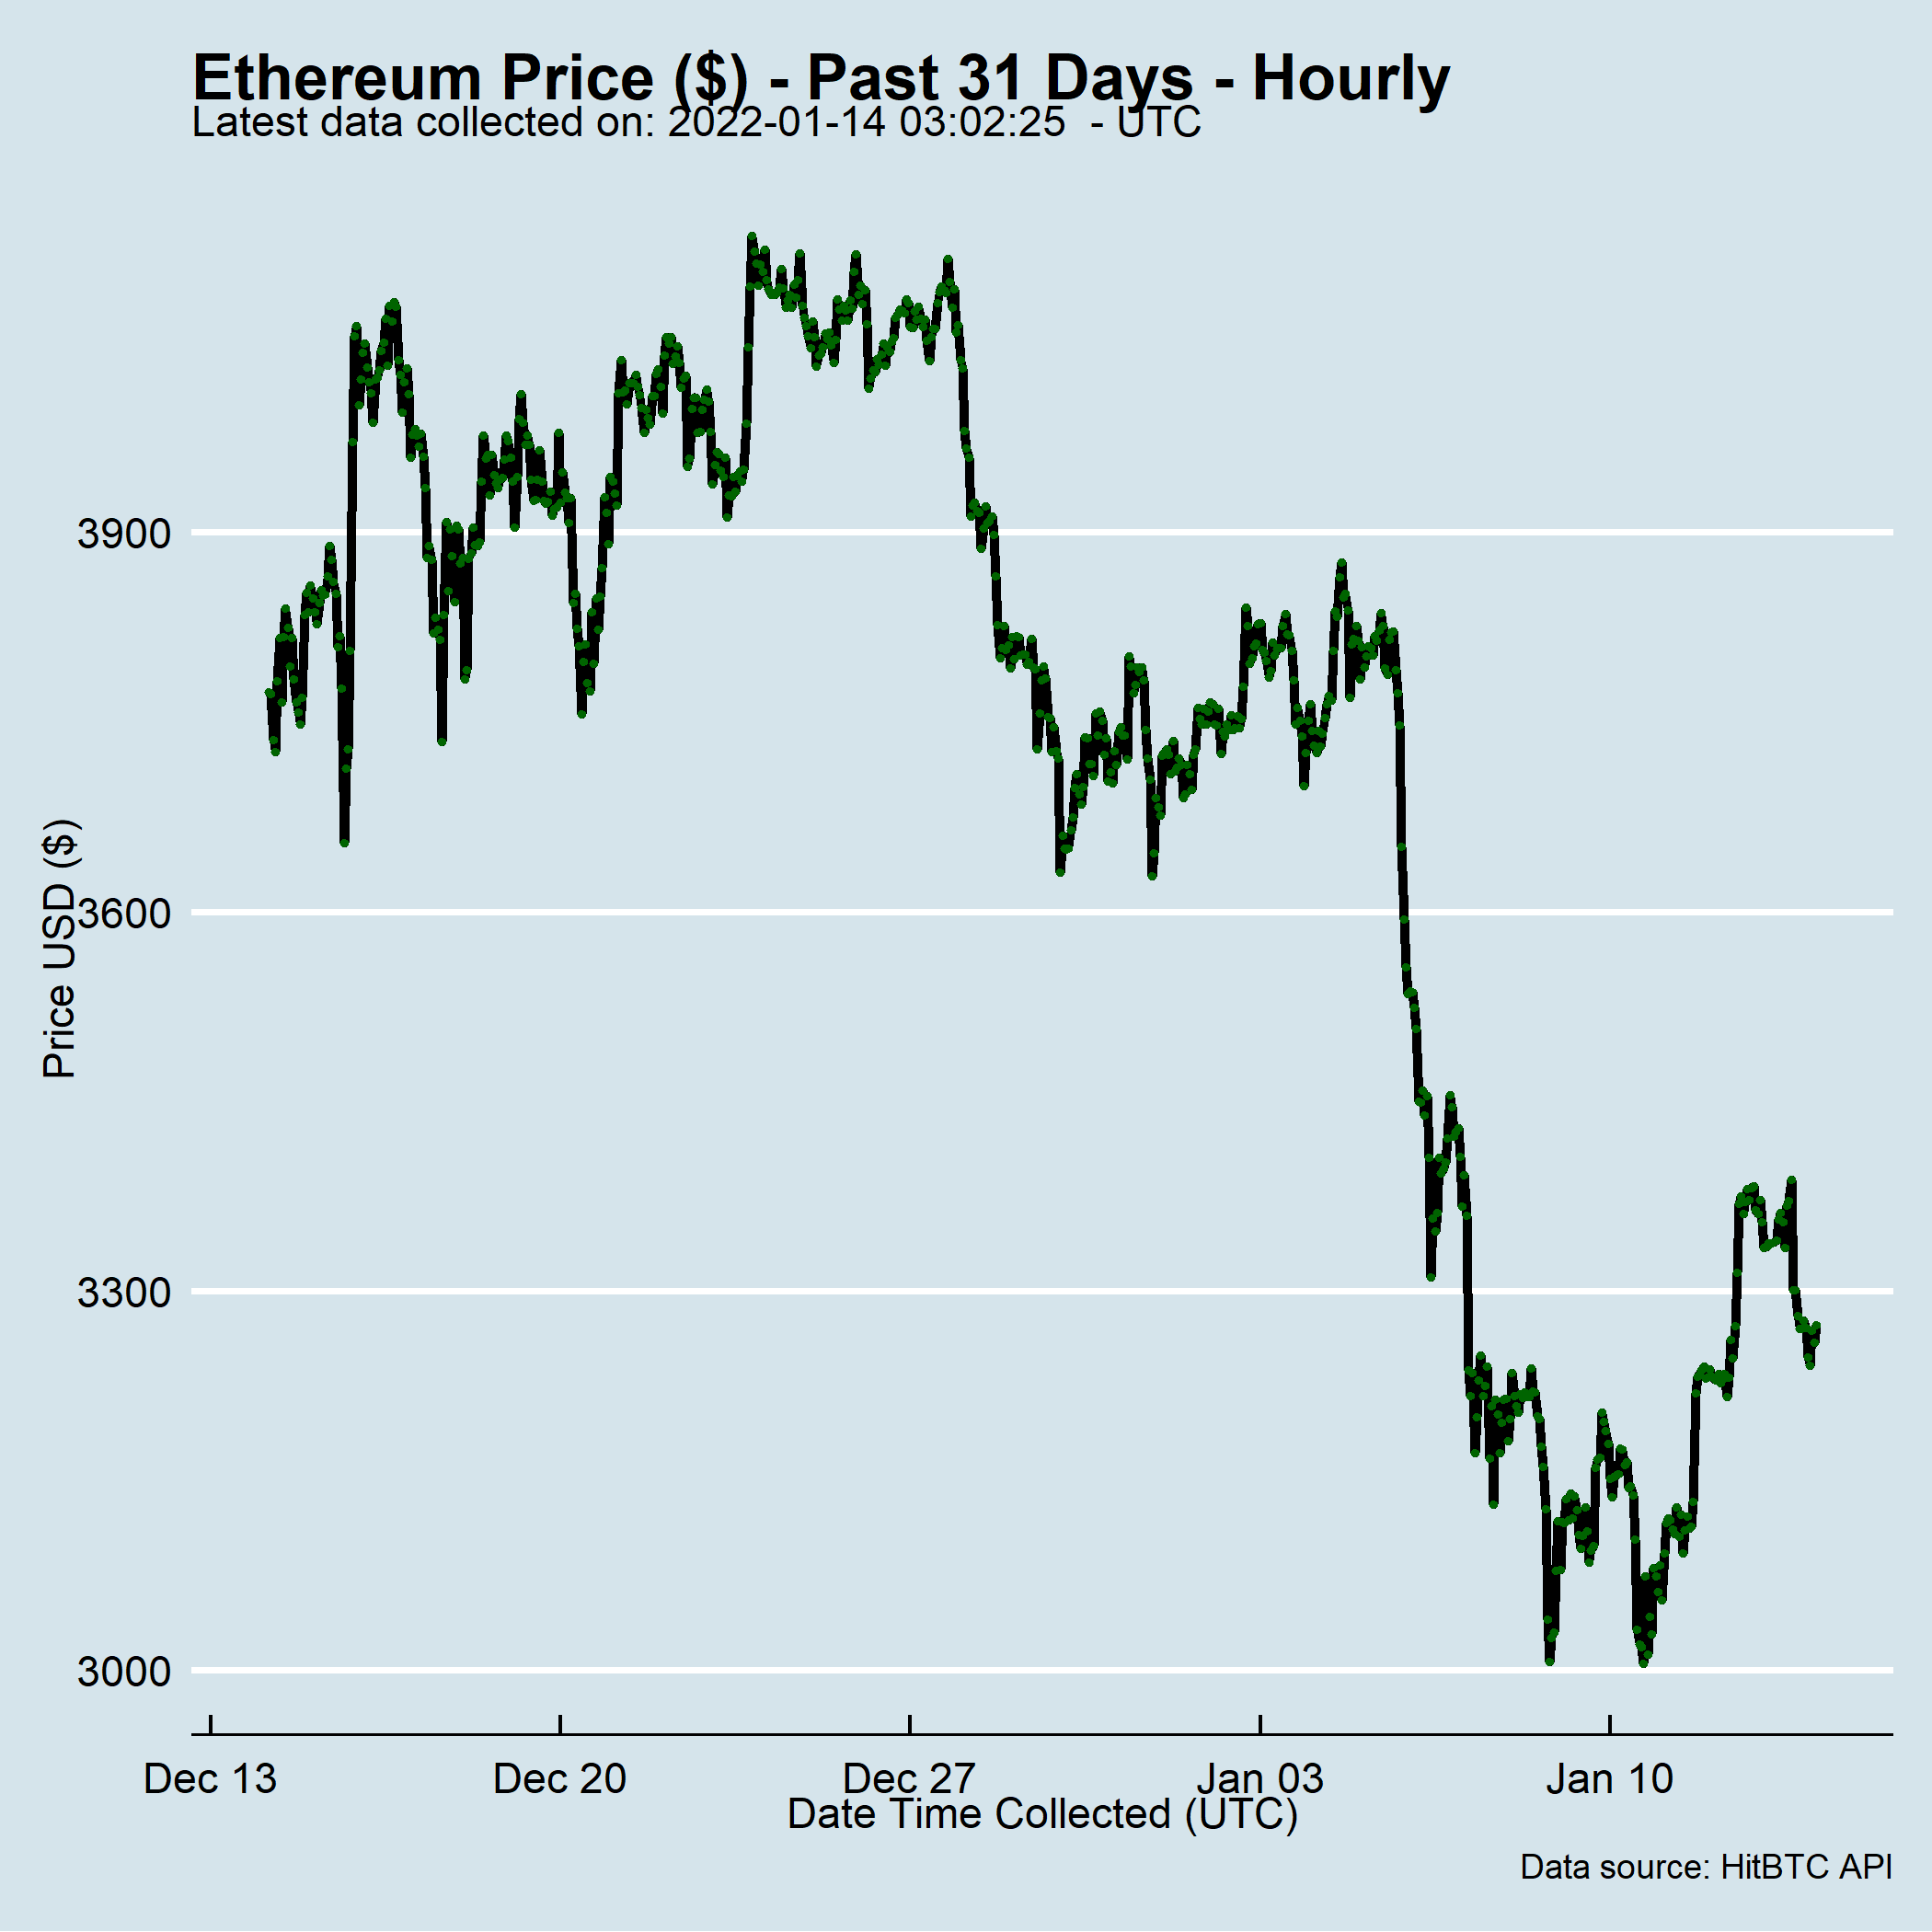 Ethereum Price ($) - Past 31 Days - Hourly
Latest data collected on: 2022-01-14 03:02:25  - UTC
Price USD ($)
3900
3600
3300
3000
Dec 13 Dec 20 Dec 27 Jan 03 Jan 10
Date Time Collected (UTC)
Data source: HitBTC API